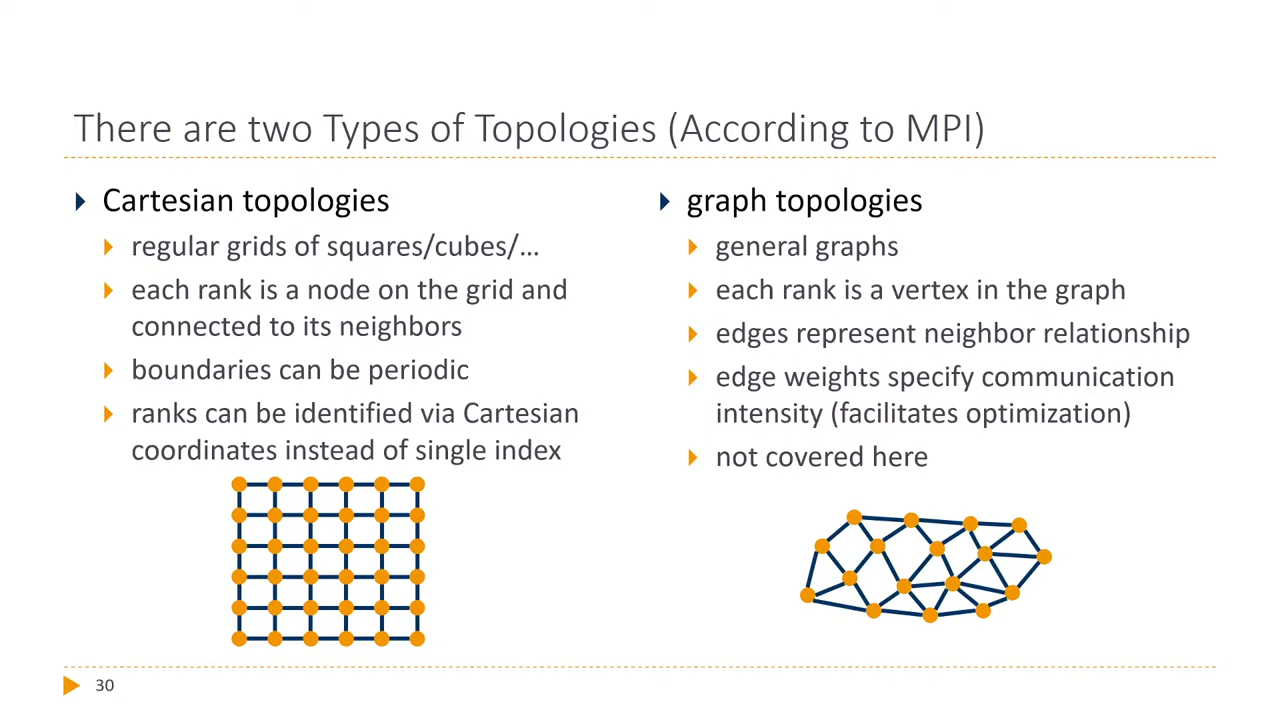 There are two Types of Topologies (According to MPI)
Cartesian topologies
regular grids of squares/cubes/…
each rank is a node on the grid and
connected to its neighbors
boundaries can be periodic
ranks can be identified via Cartesian
coordinates instead of single index
graph topologies
general graphs
each rank is a vertex in the graph
edges represent neighbor relationship
edge weights specify communication
intensity (facilitates optimization)
not covered here
30